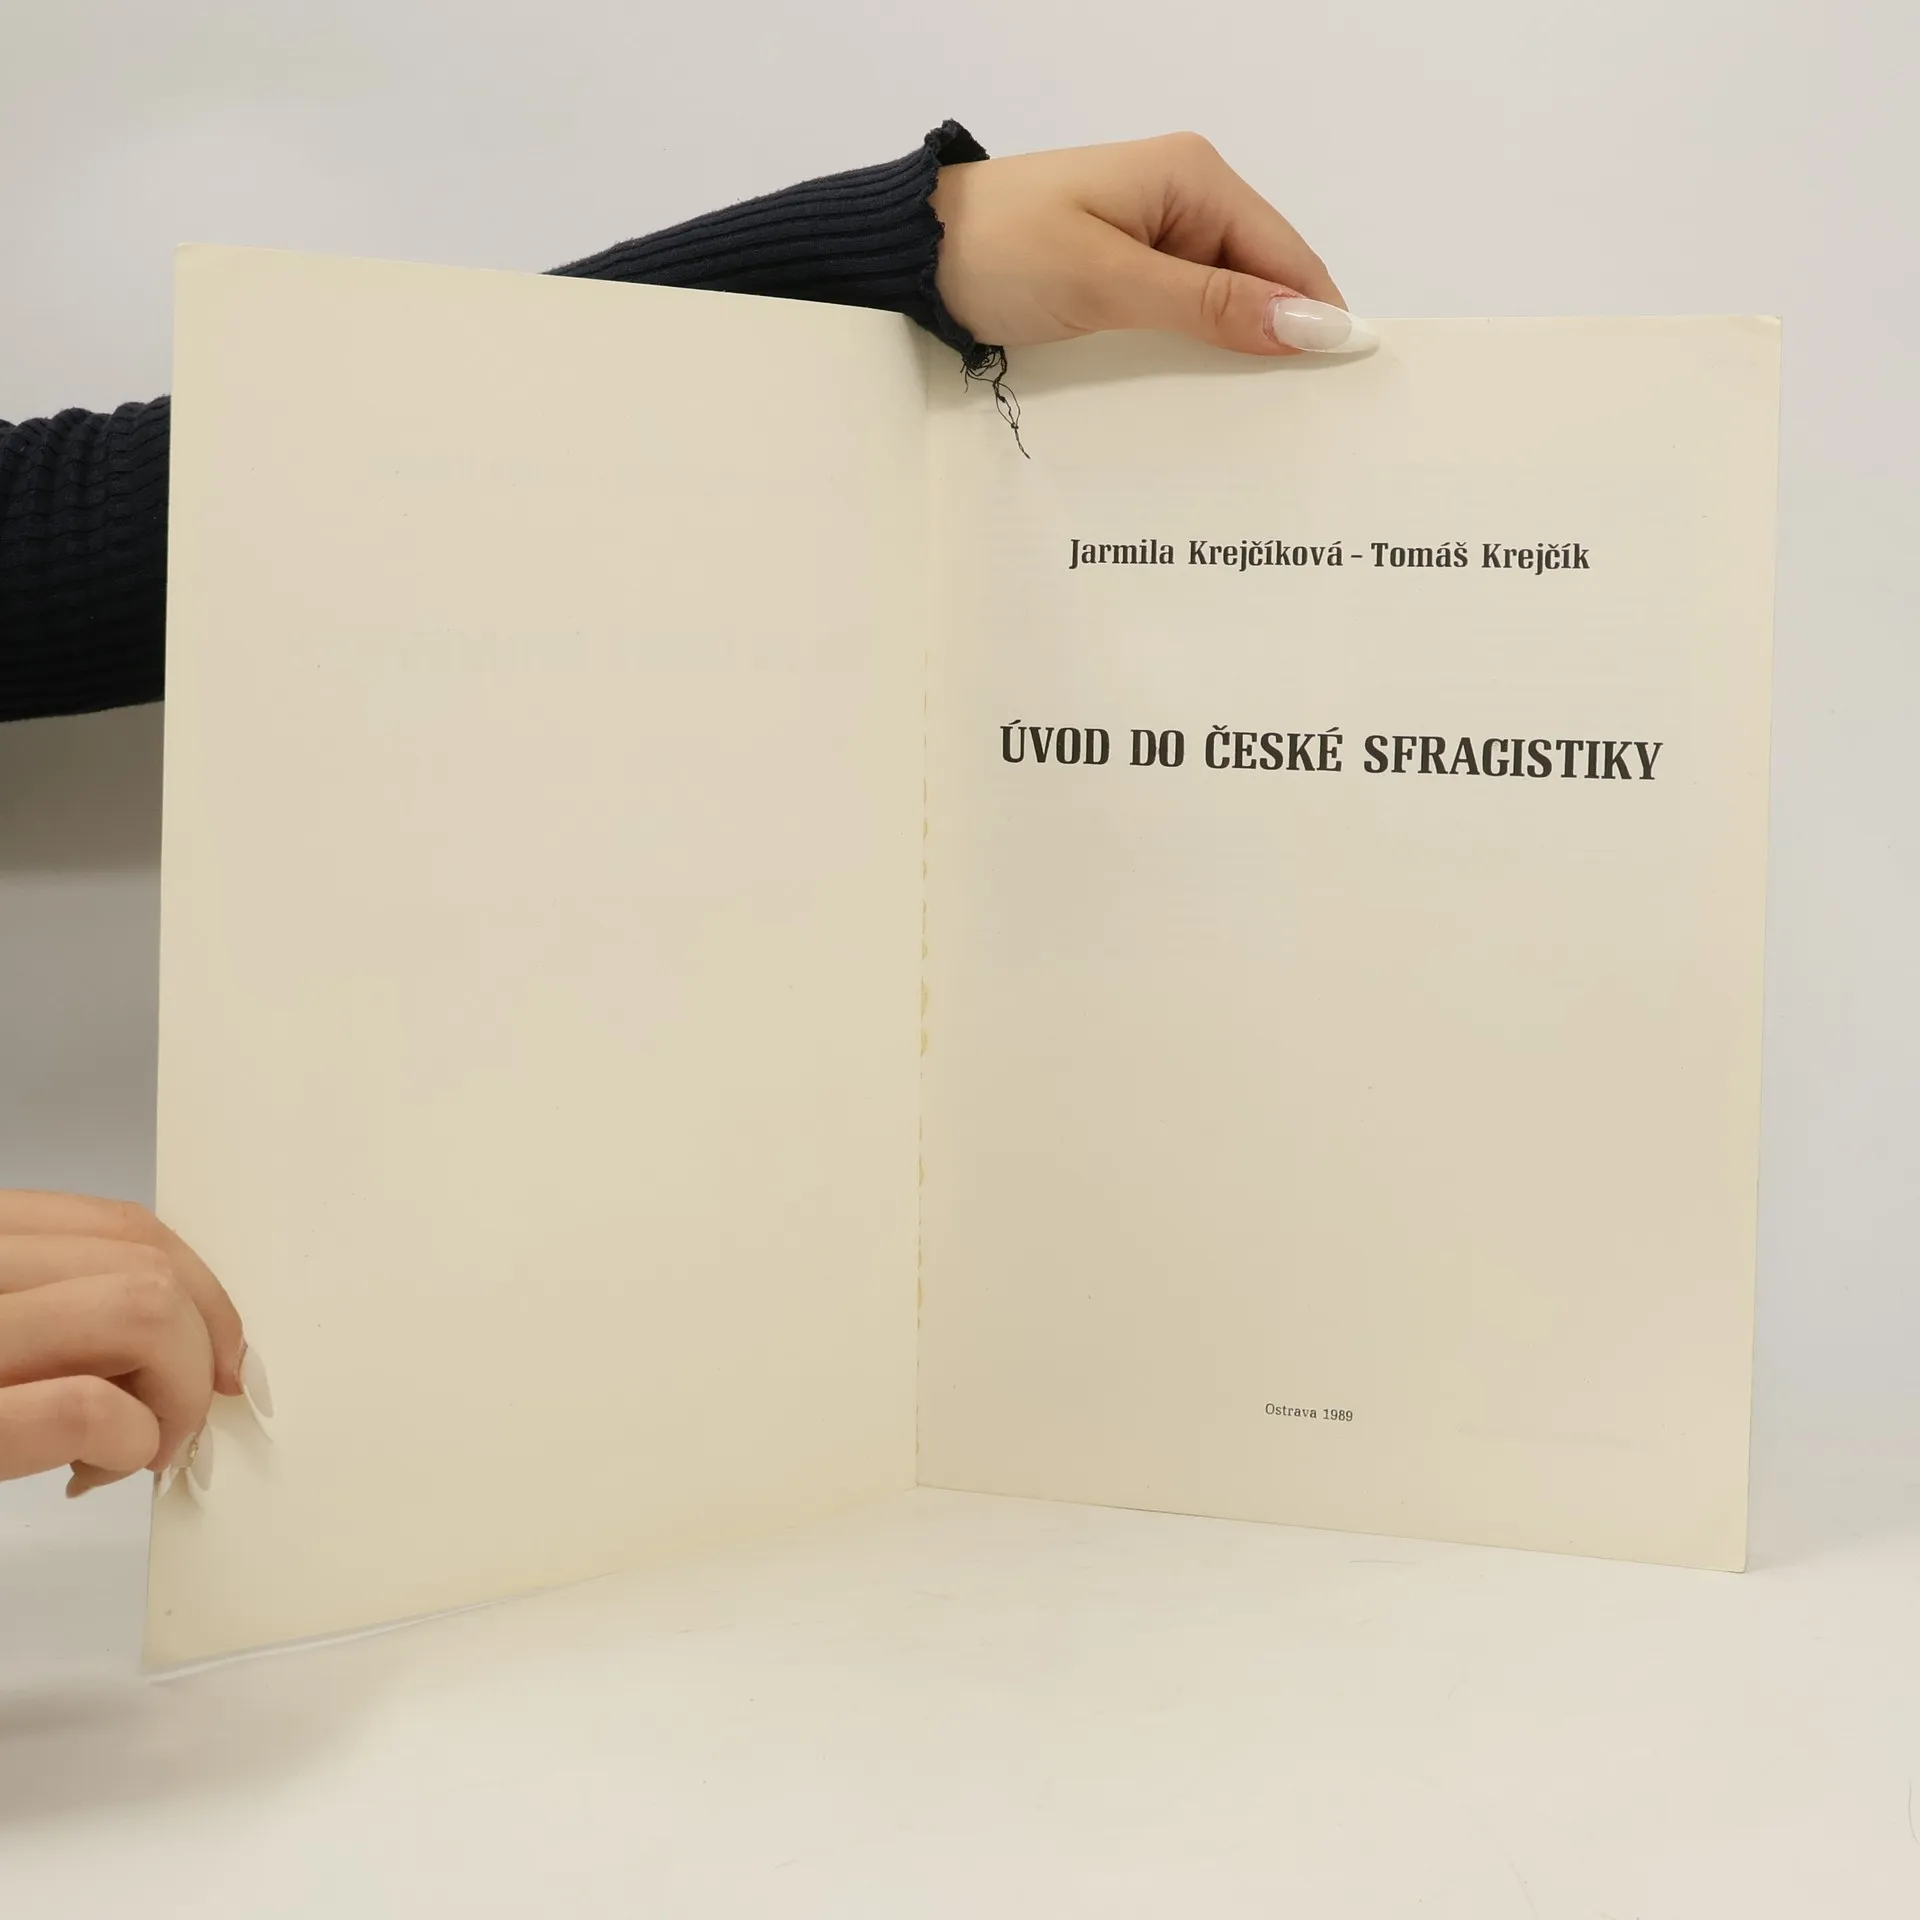 Jarmila Krejčíková – Tomáš Krejčík
ÚVOD DO ČESKÉ SFRAGISTIKY
Ostrava 1989